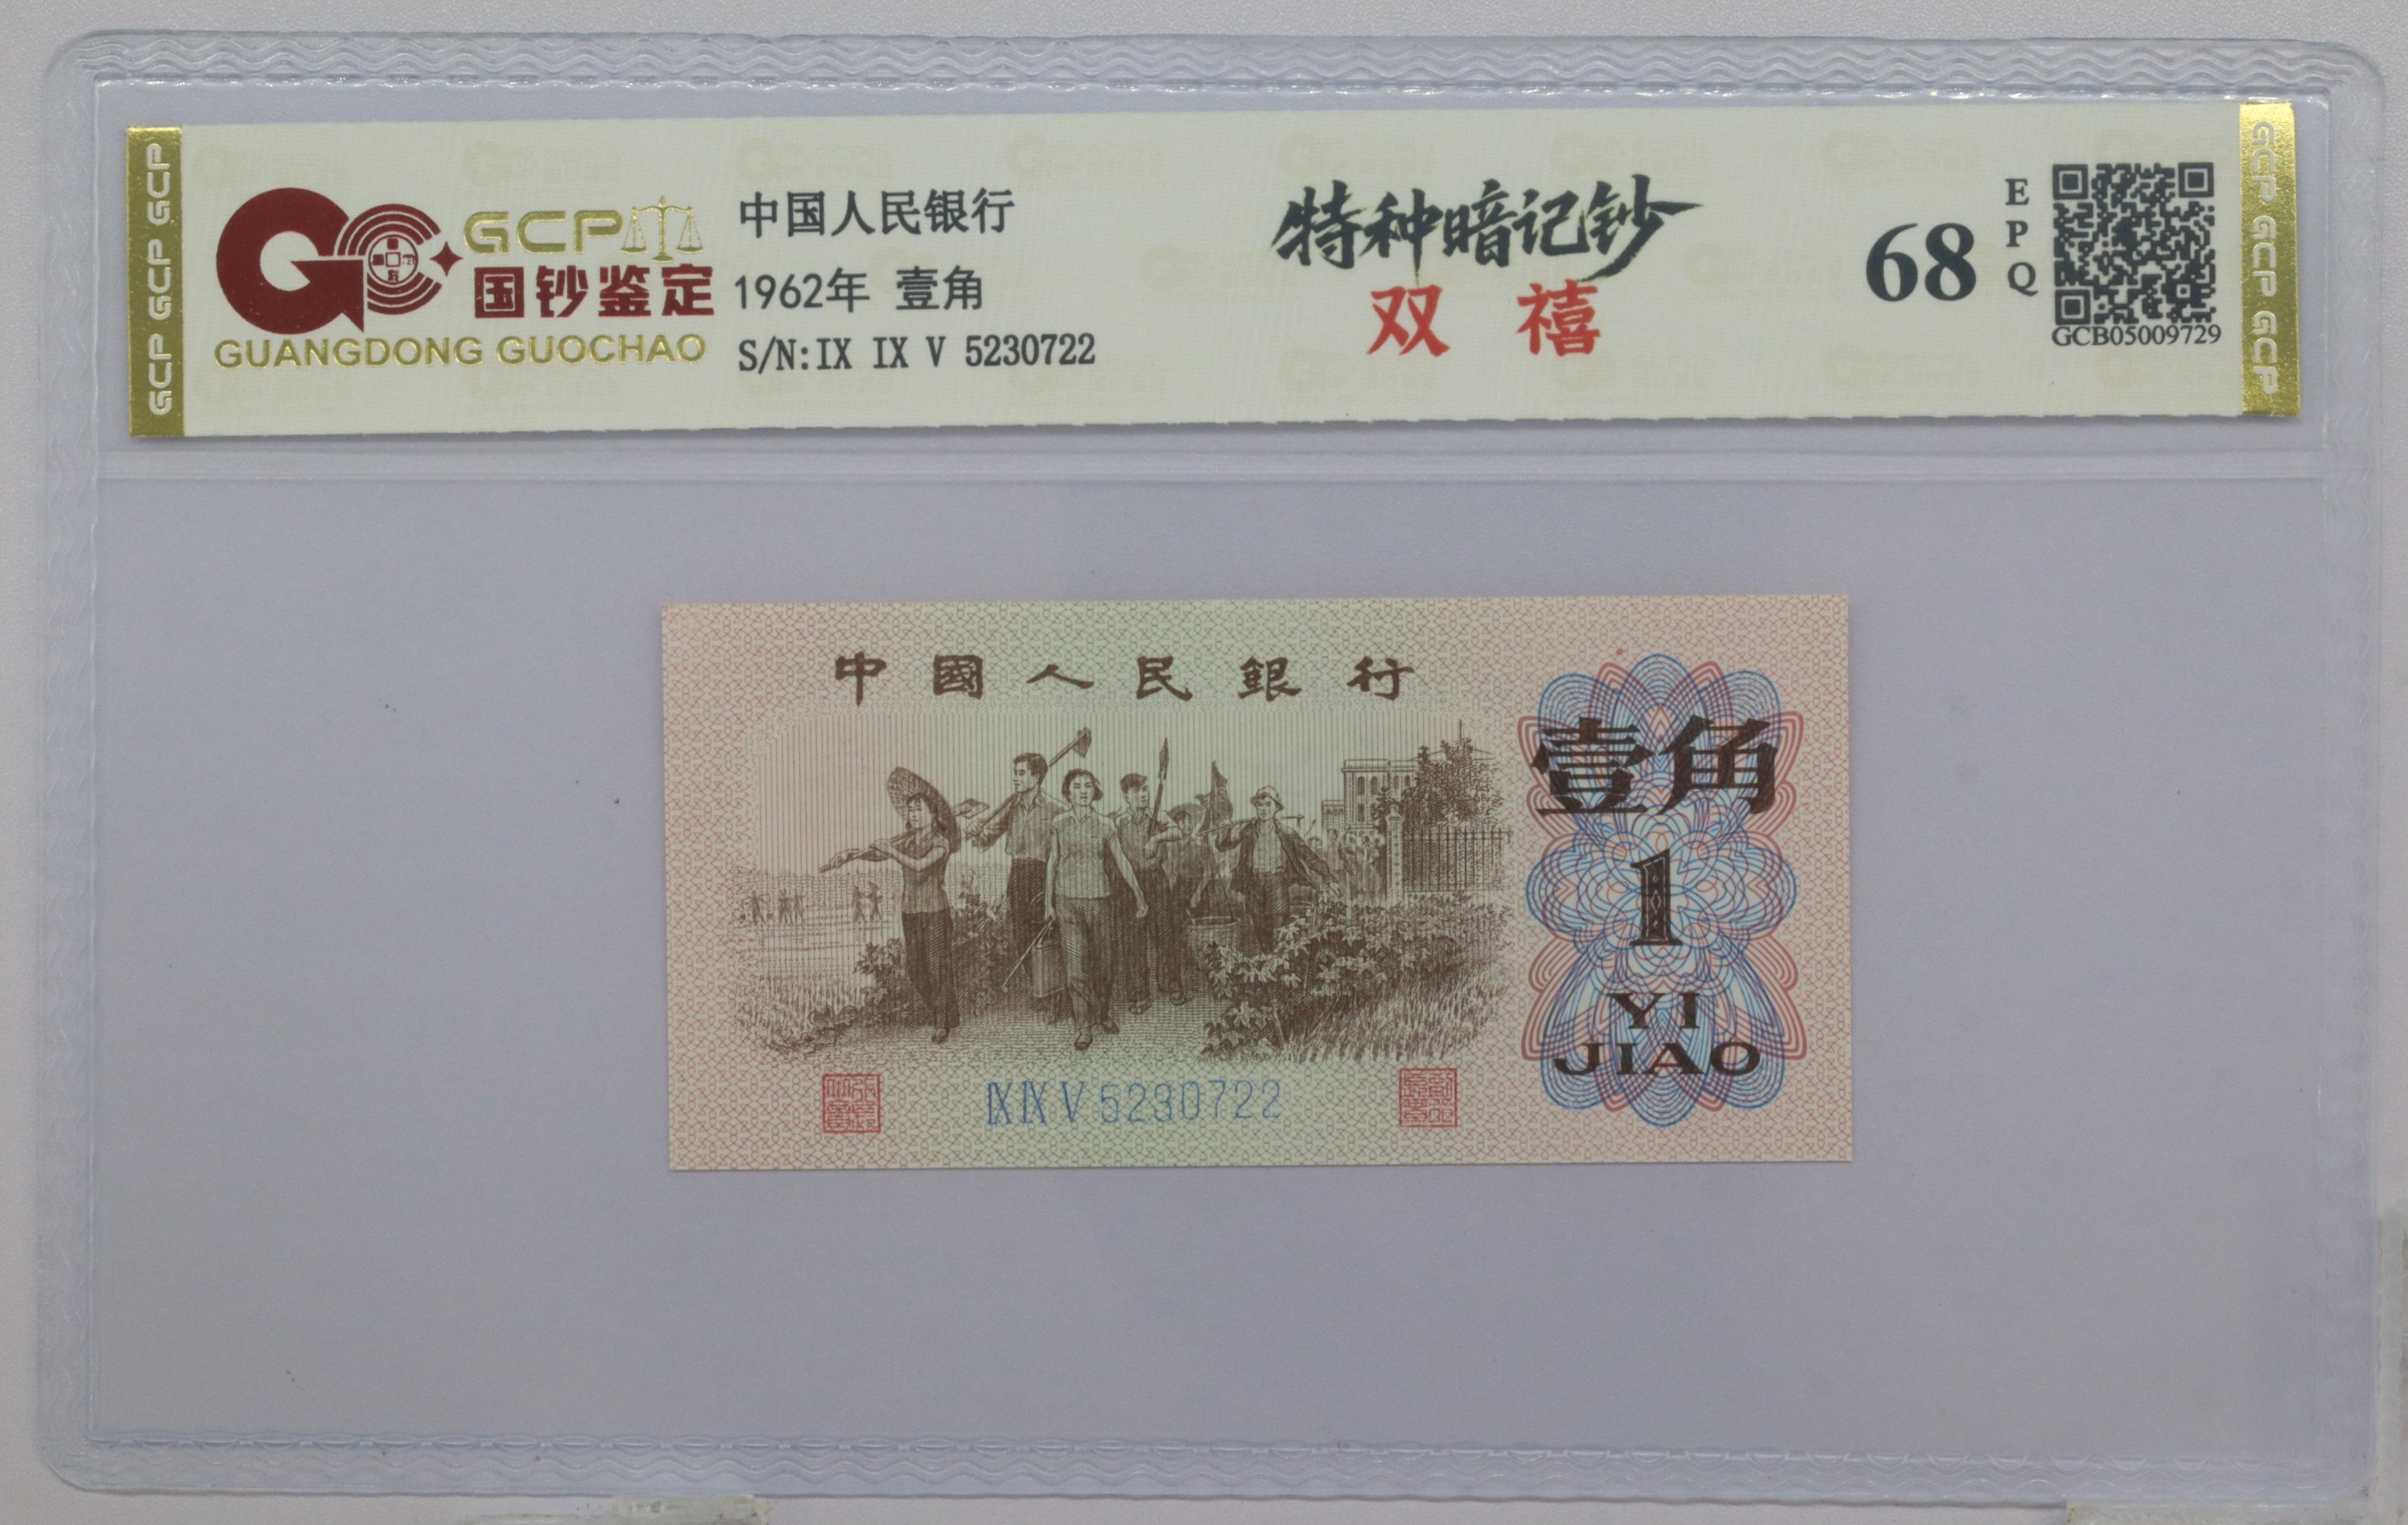 GCP GCP GCP
GCP
国钞鉴定
GUANGDONG GUOCHAO
中国人民银行
1962年 壹角
S/N:IX IX V 5230722
特种暗记钞
双禧
68
EPQ
GCB05009729
GCP GCP GCP
中國人民銀行
壹角
1
YI
JIAO
IX IX V 5230722